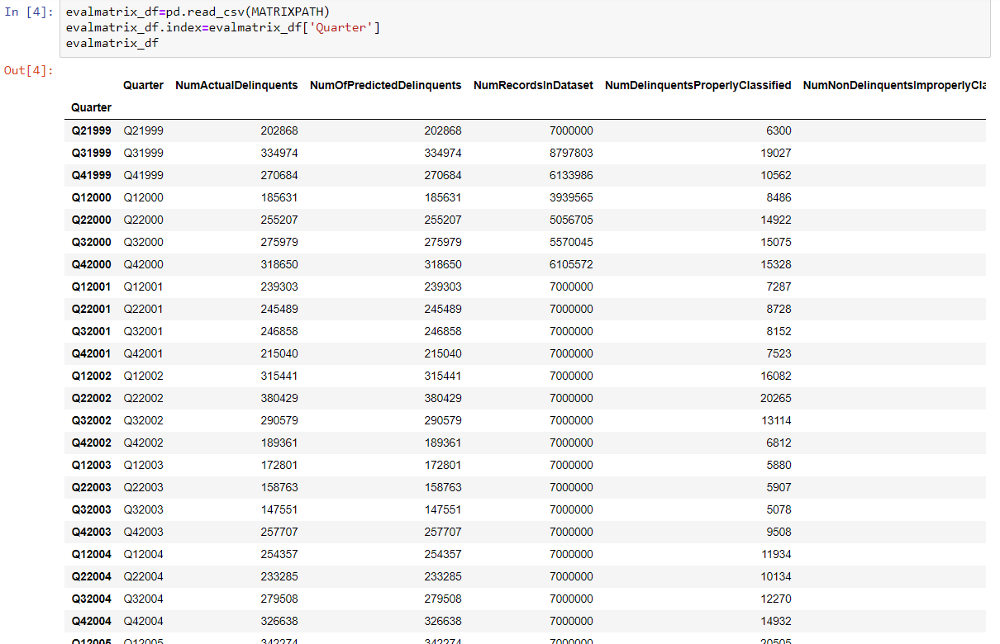 In [4]: evalmatrix_df=pd.read_csv(MATRIXPATH)
evalmatrix_df.index=evalmatrix_df['Quarter']
evalmatrix_df
Out[4]:
Quarter NumActualDelinquents NumOfPredictedDelinquents NumRecordsInDataset NumDelinquentsProperlyClassified NumNonDelinquentsImproperlyCla
Quarter
Q21999 Q21999 202868 202868 7000000 6300
Q31999 Q31999 334974 334974 8797803 19027
Q41999 Q41999 270684 270684 6133986 10562
Q12000 Q12000 185631 185631 3939565 8486
Q22000 Q22000 255207 255207 5056705 14922
Q32000 Q32000 275979 275979 5570045 15075
Q42000 Q42000 318650 318650 6105572 15328
Q12001 Q12001 239303 239303 7000000 7287
Q22001 Q22001 245489 245489 7000000 8728
Q32001 Q32001 246858 246858 7000000 8152
Q42001 Q42001 215040 215040 7000000 7523
Q12002 Q12002 315441 315441 7000000 16082
Q22002 Q22002 380429 380429 7000000 20265
Q32002 Q32002 290579 290579 7000000 13114
Q42002 Q42002 189361 189361 7000000 6812
Q12003 Q12003 172801 172801 7000000 5880
Q22003 Q22003 158763 158763 7000000 5907
Q32003 Q32003 147551 147551 7000000 5078
Q42003 Q42003 257707 257707 7000000 9508
Q12004 Q12004 254357 254357 7000000 11934
Q22004 Q22004 233285 233285 7000000 10134
Q32004 Q32004 279508 279508 7000000 12270
Q42004 Q42004 326638 326638 7000000 14932
Q12005 Q12005 342274 342274 7000000 20505